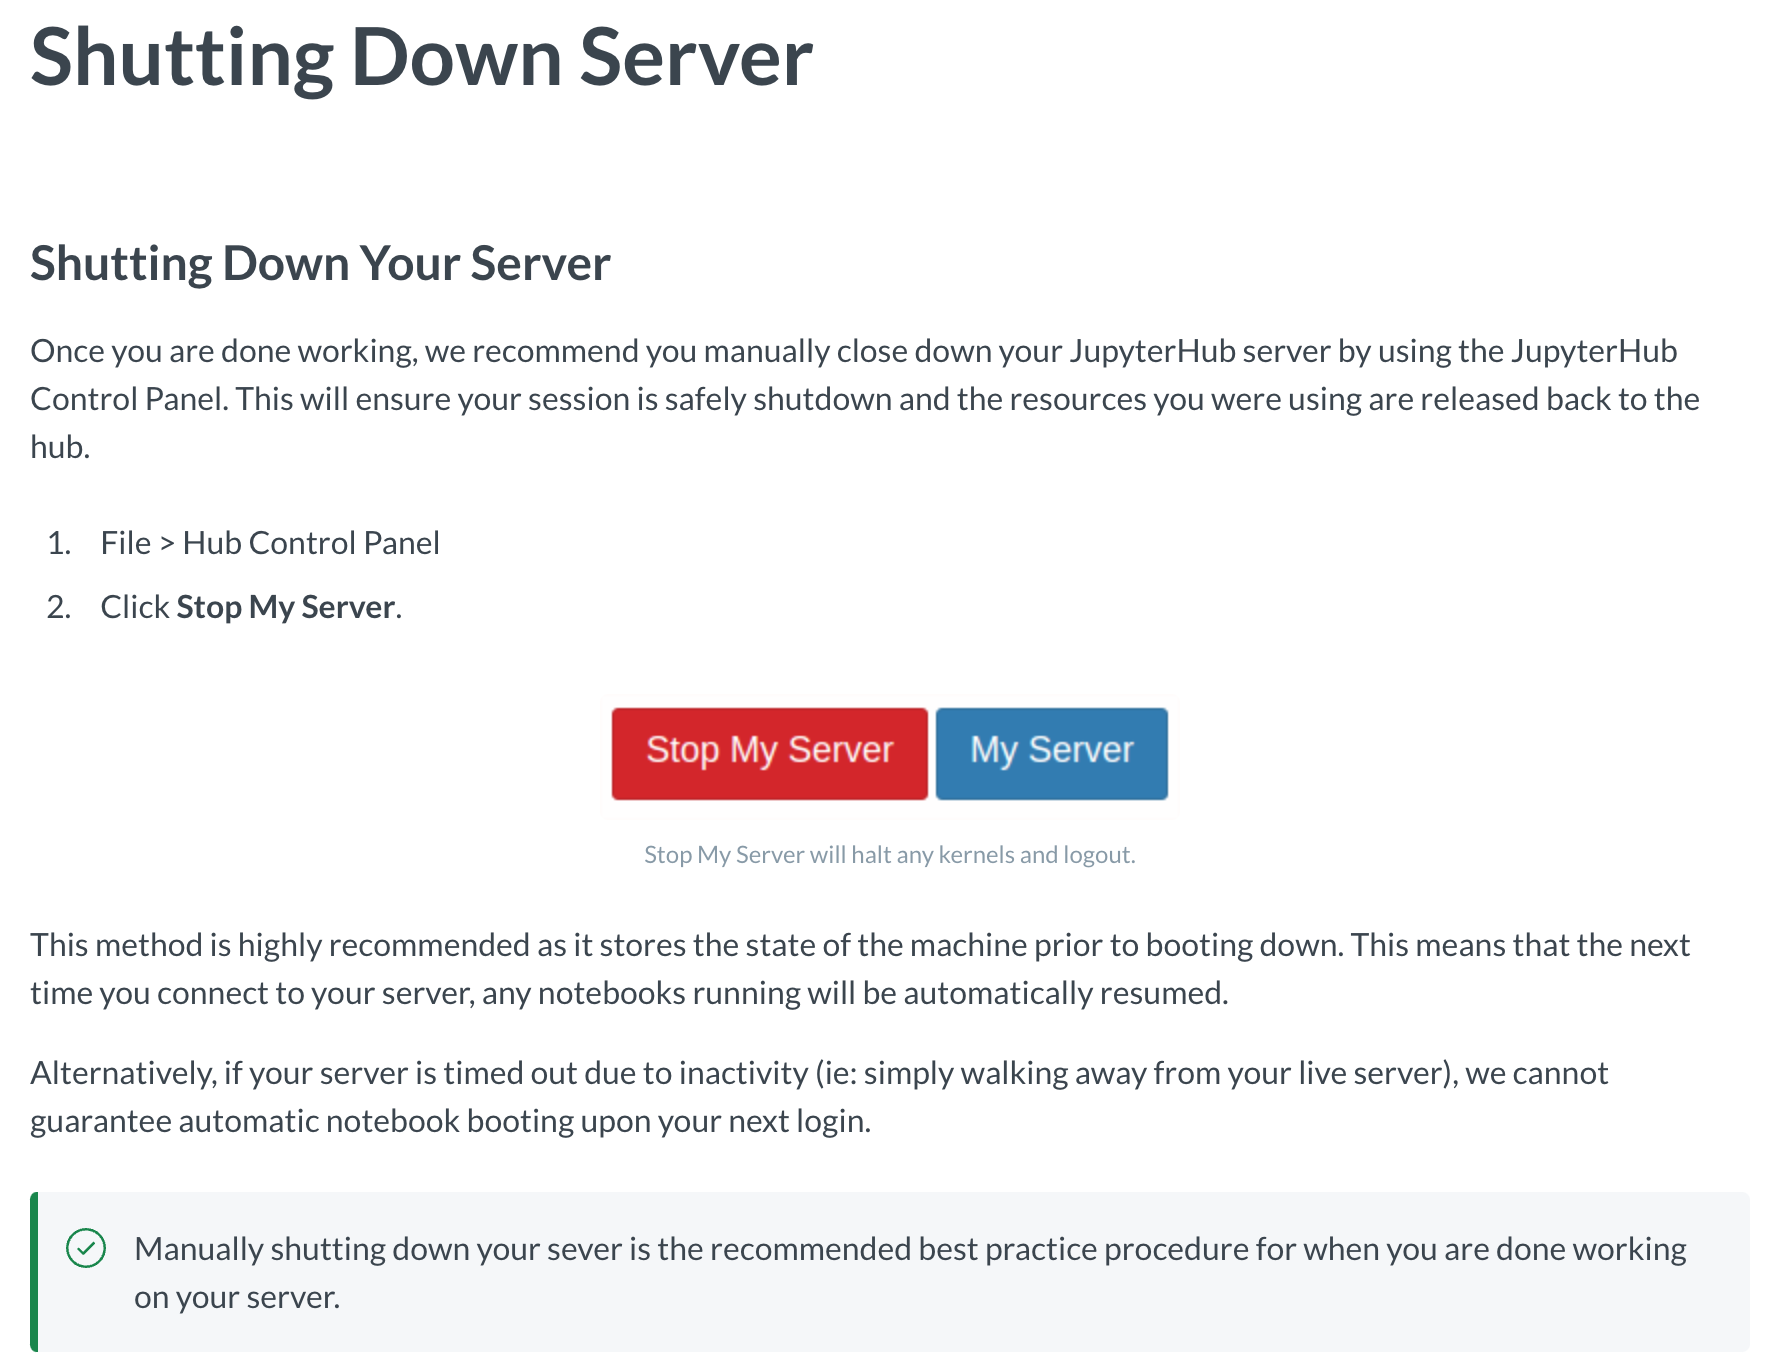 Shutting Down Server
Shutting Down Your Server
Once you are done working, we recommend you manually close down your JupyterHub server by using the JupyterHub
Control Panel. This will ensure your session is safely shutdown and the resources you were using are released back to the
hub.
1. File > Hub Control Panel
2. Click Stop My Server.
Stop My Server My Server
Stop My Server will halt any kernels and logout.
This method is highly recommended as it stores the state of the machine prior to booting down. This means that the next
time you connect to your server, any notebooks running will be automatically resumed.
Alternatively, if your server is timed out due to inactivity (ie: simply walking away from your live server), we cannot
guarantee automatic notebook booting upon your next login.
Manually shutting down your sever is the recommended best practice procedure for when you are done working
on your server.